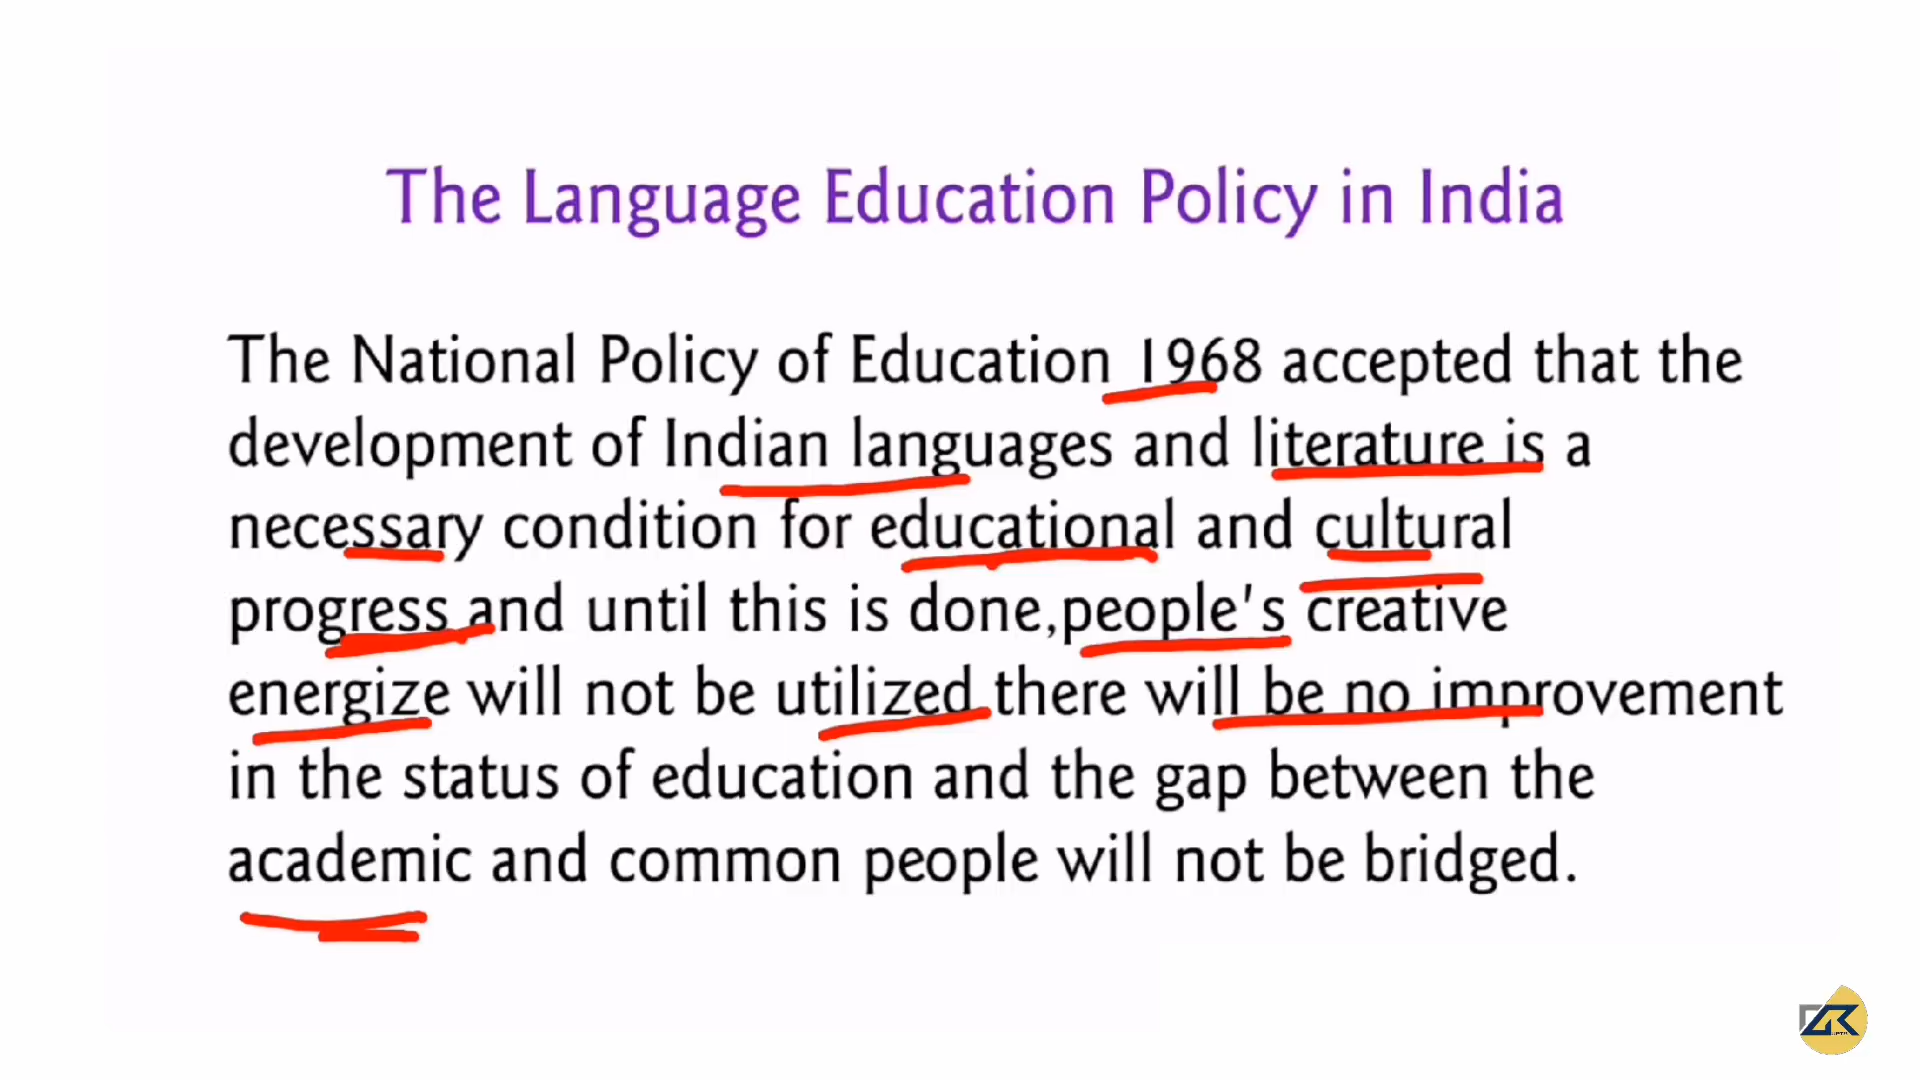 The Language Education Policy in India
The National Policy of Education 1968 accepted that the
development of Indian languages and literature is a
necessary condition for educational and cultural
progress and until this is done,people's creative
energize will not be utilized there will be no improvement
in the status of education and the gap between the
academic and common people will not be bridged.